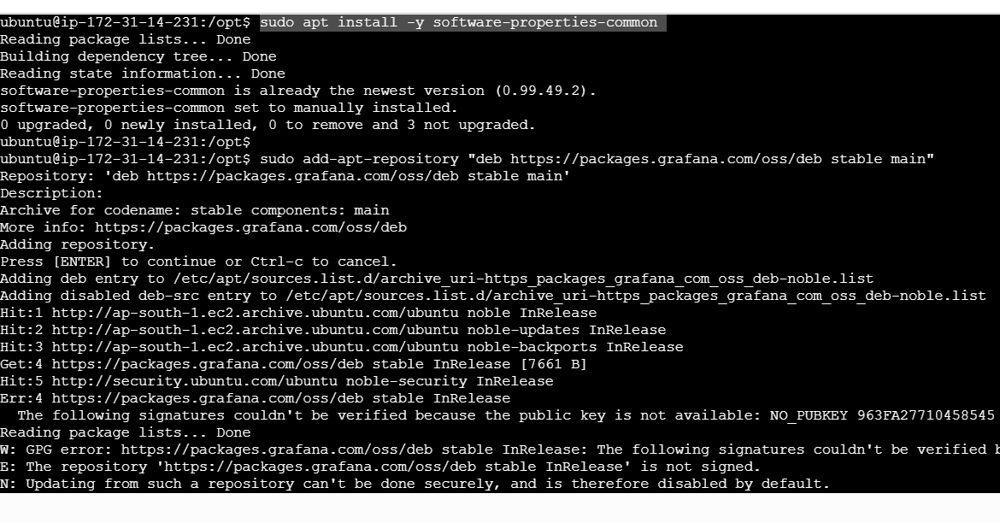 ubuntu@ip-172-31-14-231:/opt$ sudo apt install -y software-properties-common
Reading package lists... Done
Building dependency tree... Done
Reading state information... Done
software-properties-common is already the newest version (0.99.49.2).
software-properties-common set to manually installed.
0 upgraded, 0 newly installed, 0 to remove and 3 not upgraded.
ubuntu@ip-172-31-14-231:/opt$
ubuntu@ip-172-31-14-231:/opt$ sudo add-apt-repository "deb https://packages.grafana.com/oss/deb stable main"
Repository: 'deb https://packages.grafana.com/oss/deb stable main'
Description:
Archive for codename: stable components: main
More info: https://packages.grafana.com/oss/deb
Adding repository.
Press [ENTER] to continue or Ctrl-c to cancel.
Adding deb entry to /etc/apt/sources.list.d/archive_uri-https_packages_grafana_com_oss_deb-noble.list
Adding disabled deb-src entry to /etc/apt/sources.list.d/archive_uri-https_packages_grafana_com_oss_deb-noble.list
Hit:1 http://ap-south-1.ec2.archive.ubuntu.com/ubuntu noble InRelease
Hit:2 http://ap-south-1.ec2.archive.ubuntu.com/ubuntu noble-updates InRelease
Hit:3 http://ap-south-1.ec2.archive.ubuntu.com/ubuntu noble-backports InRelease
Get:4 https://packages.grafana.com/oss/deb stable InRelease [7661 B]
Hit:5 http://security.ubuntu.com/ubuntu noble-security InRelease
Err:4 https://packages.grafana.com/oss/deb stable InRelease
The following signatures couldn't be verified because the public key is not available: NO_PUBKEY 963FA27710458545
Reading package lists... Done
W: GPG error: https://packages.grafana.com/oss/deb stable InRelease: The following signatures couldn't be verified
E: The repository 'https://packages.grafana.com/oss/deb stable InRelease' is not signed.
N: Updating from such a repository can't be done securely, and is therefore disabled by default.